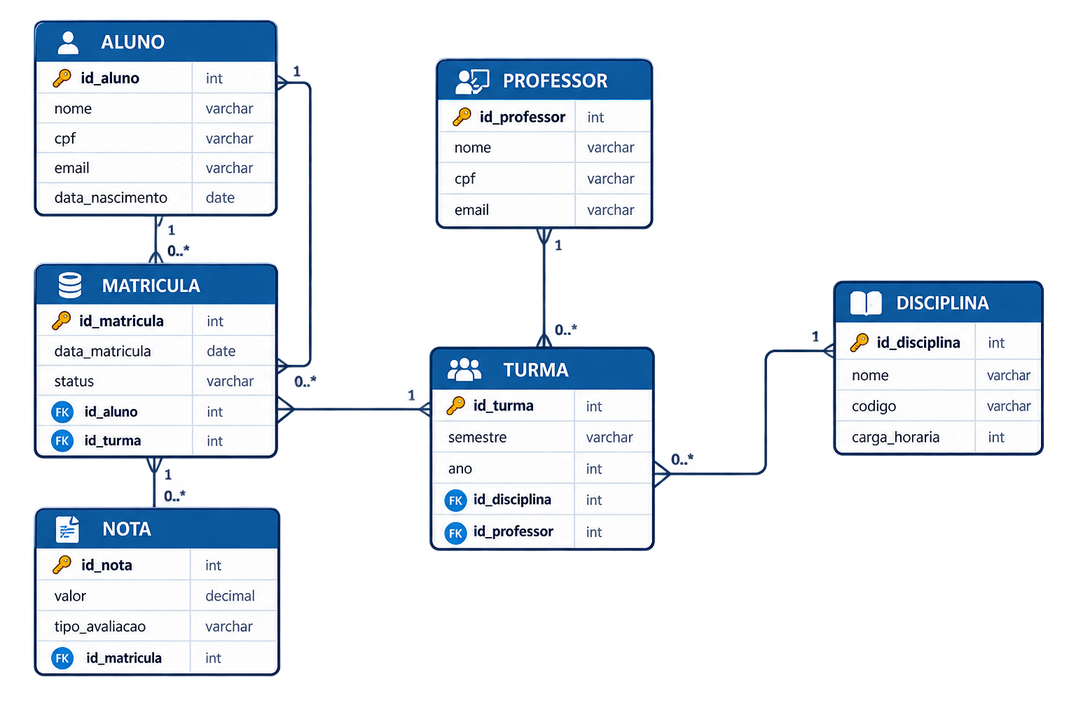 ALUNO
id_aluno int
nome varchar
cpf varchar
email varchar
data_nascimento date
1
0..*
1
0..*
MATRICULA
id_matricula int
data_matricula date
status varchar
FK id_aluno int
FK id_turma int
1
1
0..*
NOTA
id_nota int
valor decimal
tipo_avaliacao varchar
FK id_matricula int
PROFESSOR
id_professor int
nome varchar
cpf varchar
email varchar
1
0..*
TURMA
id_turma int
semestre varchar
ano int
FK id_disciplina int
FK id_professor int
0..*
1
DISCIPLINA
id_disciplina int
nome varchar
codigo varchar
carga_horaria int